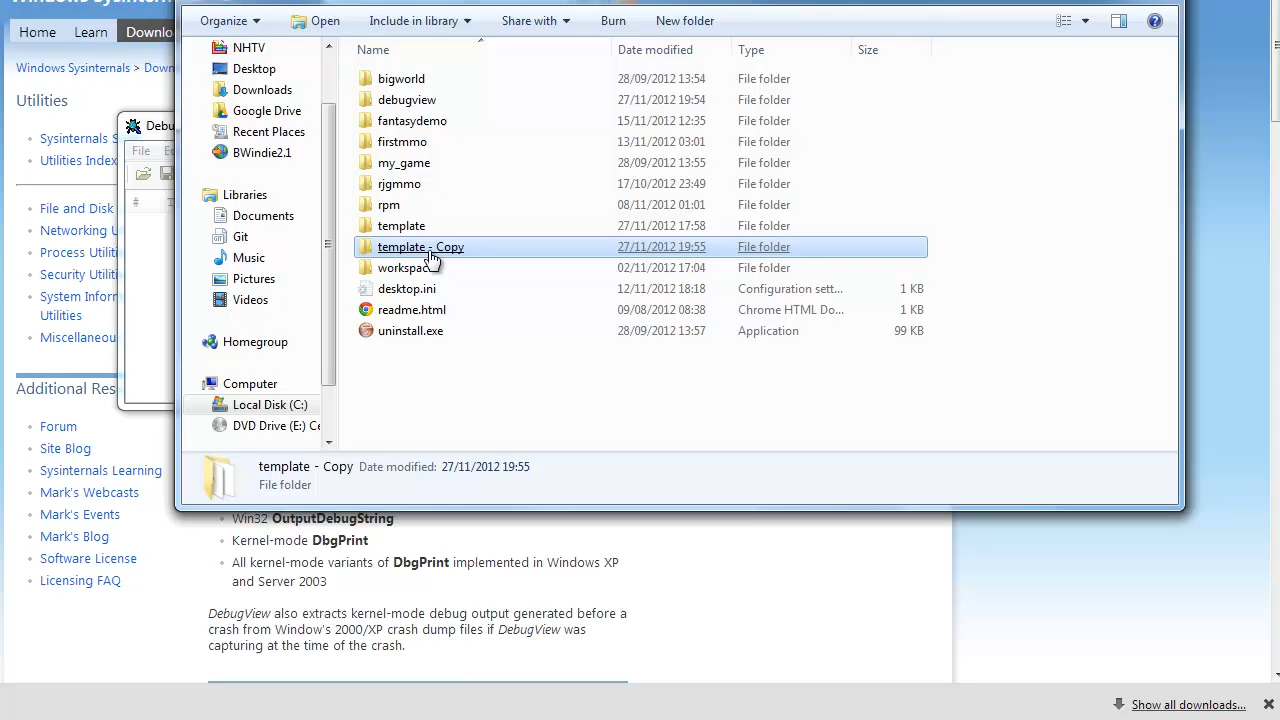 Home Learn Downlo
Windows Sysinternals > Down
Utilities
Sysinternals S
Utilities Index
File and Disk
Networking U
Process Utiliti
Security Utiliti
System Inform
Utilities
Miscellaneou
Additional Res
Forum
Site Blog
Sysinternals Learning
Mark's Webcasts
Mark's Events
Mark's Blog
Software License
Licensing FAQ
Debu
File Ed
# T
Organize Open Include in library Share with Burn New folder
NHTV
Desktop
Downloads
Google Drive
Recent Places
BWindie2.1
Libraries
Documents
Git
Music
Pictures
Videos
Homegroup
Computer
Local Disk (C:)
DVD Drive (E:) Ce
Name Date modified Type Size
bigworld 28/09/2012 13:54 File folder
debugview 27/11/2012 19:54 File folder
fantasydemo 15/11/2012 12:35 File folder
firstmmo 13/11/2012 03:01 File folder
my_game 28/09/2012 13:55 File folder
rjgmmo 17/10/2012 23:49 File folder
rpm 08/11/2012 01:01 File folder
template 27/11/2012 17:58 File folder
template - Copy 27/11/2012 19:55 File folder
workspac 02/11/2012 17:04 File folder
desktop.ini 12/11/2012 18:18 Configuration sett... 1 KB
readme.html 09/08/2012 08:38 Chrome HTML Do... 1 KB
uninstall.exe 28/09/2012 13:57 Application 99 KB
template - Copy Date modified: 27/11/2012 19:55
File folder
Win32 OutputDebugString
Kernel-mode DbgPrint
All kernel-mode variants of DbgPrint implemented in Windows XP
and Server 2003
DebugView also extracts kernel-mode debug output generated before a
crash from Window's 2000/XP crash dump files if DebugView was
capturing at the time of the crash.
Show all downloads...